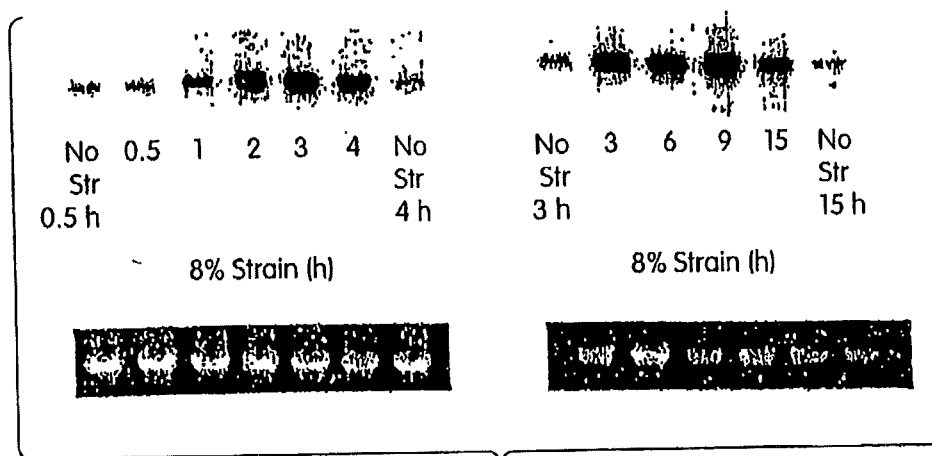 No 0.5 1 2 3 4 No
Str Str
0.5 h 4 h
8% Strain (h)
No 3 6 9 15 No
Str Str
3 h 15 h
8% Strain (h)